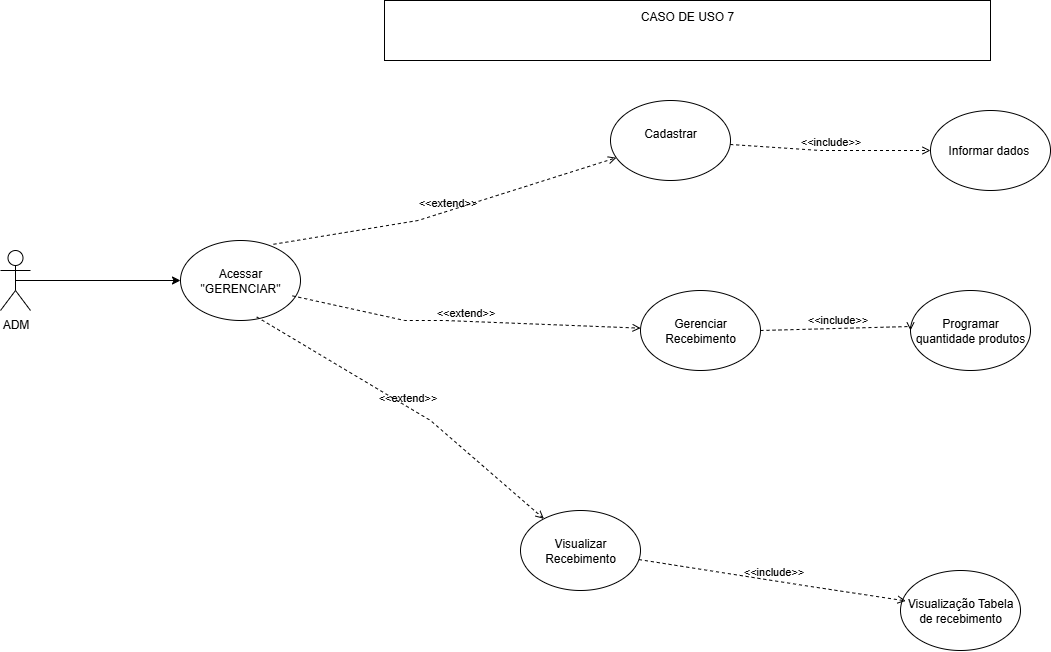 CASO DE USO 7
Cadastrar
<<include>>
Informar dados
<<extend>>
Acessar
"GERENCIAR"
ADM
<<extend>>
Gerenciar
Recebimento
<<include>>
Programar
quantidade produtos
<<extend>>
Visualizar
Recebimento
<<include>>
Visualização Tabela
de recebimento